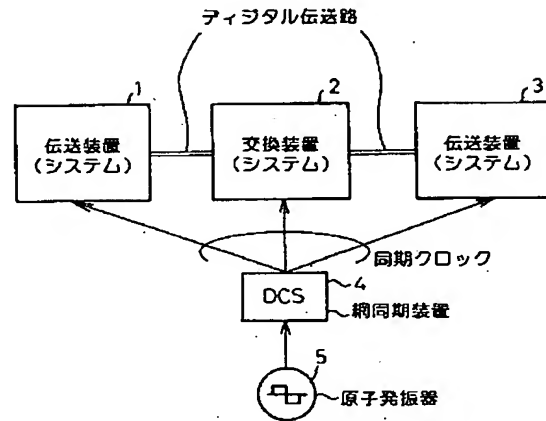 ディジタル伝送路
1
2
3
伝送装置
(システム)
交換装置
(システム)
伝送装置
(システム)
同期クロック
DCS
4
網同期装置
5
原子発振器